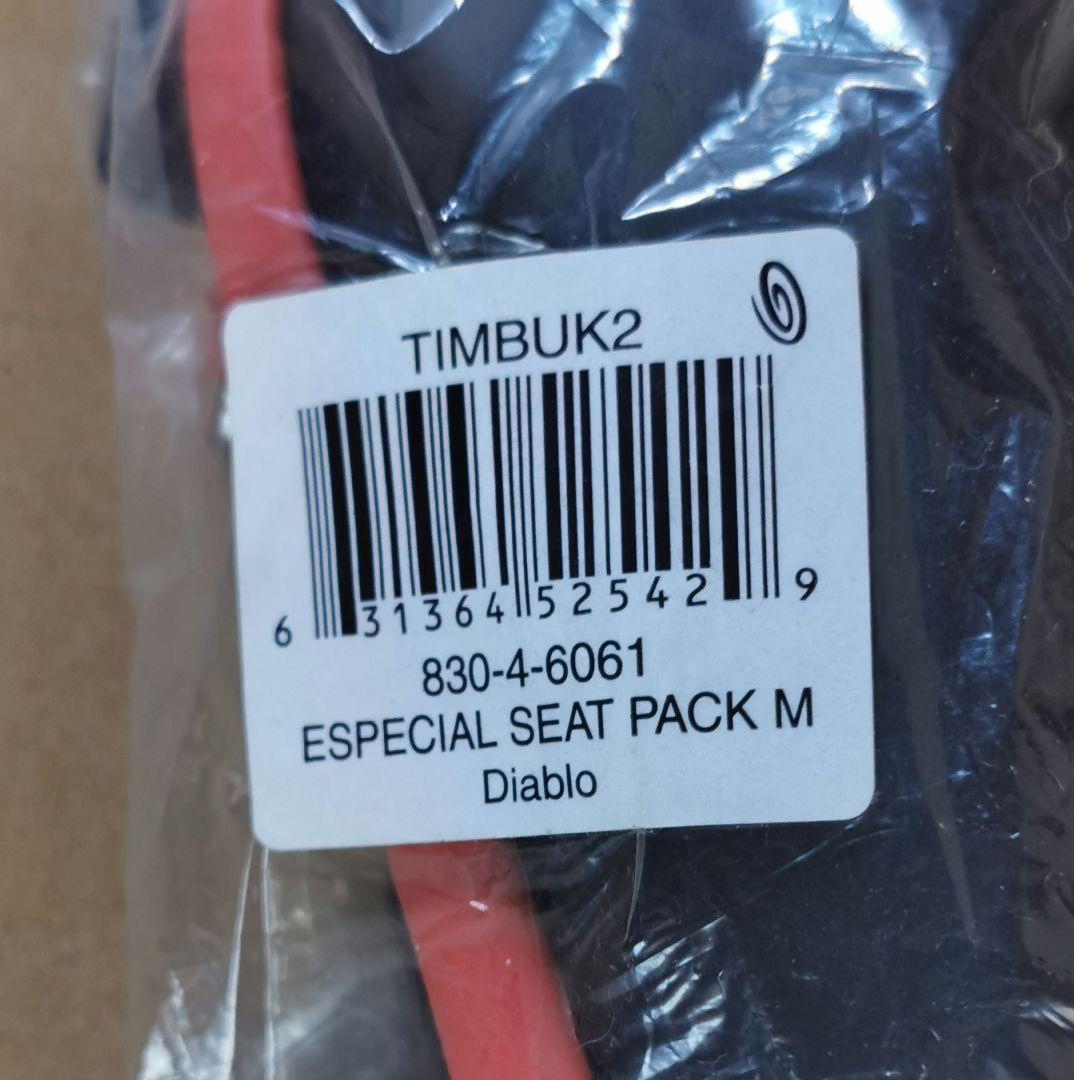 TIMBUK2
6 31364 52542 9
830-4-6061
ESPECIAL SEAT PACK M
Diablo